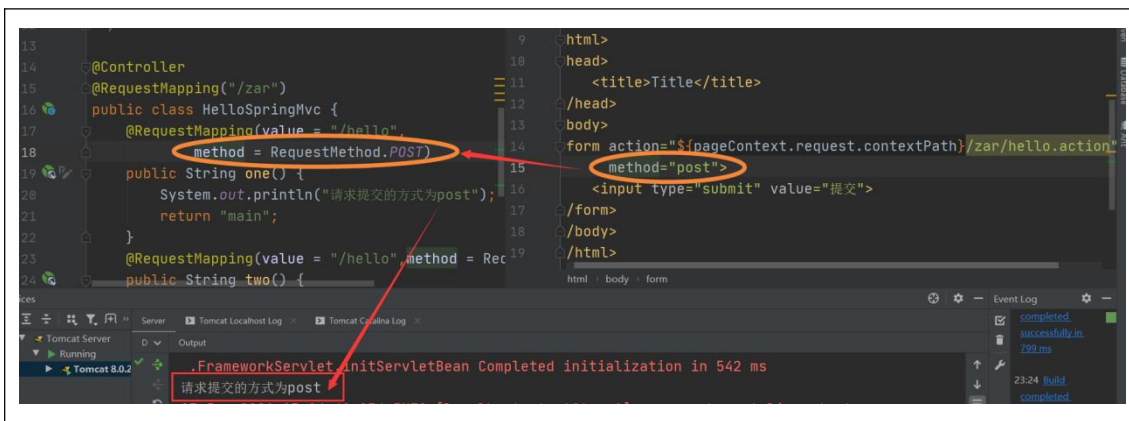 13
14 @Controller
15 @RequestMapping("/zar")
16 public class HelloSpringMvc {
17 @RequestMapping(value = "/hello",
18 method = RequestMethod.POST)
19 public String one() {
20 System.out.println("请求提交的方式为post");
21 return "main";
22 }
23 @RequestMapping(value = "/hello",method = Rec
24 public String two() {
9 html>
10 head>
11 <title>Title</title>
12 /head>
13 body>
14 form action="${pageContext.request.contextPath}/zar/hello.action"
15 method="post">
16 <input type="submit" value="提交">
17 /form>
18 /body>
19 /html>
html › body › form
Database
Ant
ices
Server
Tomcat Localhost Log
Tomcat Catalina Log
Event Log
Tomcat Server
Running
Tomcat 8.0.2
D
Output
.FrameworkServlet.initServletBean Completed initialization in 542 ms
请求提交的方式为post
completed
successfully in
799 ms
23:24 Build
completed